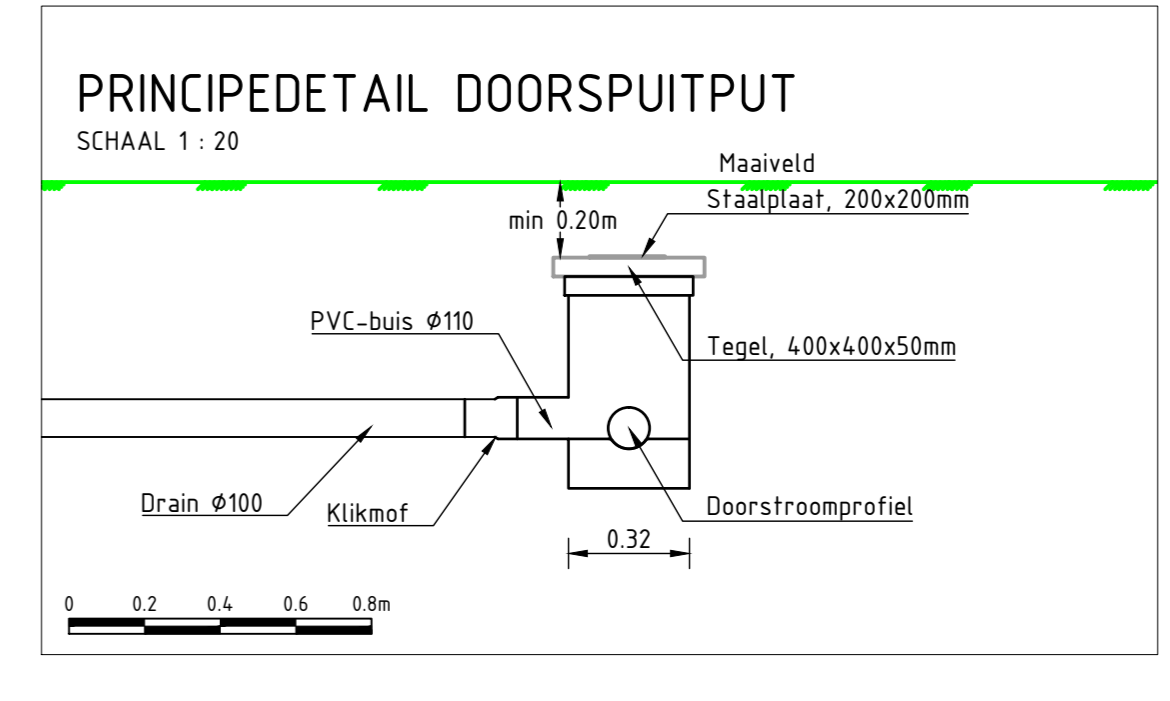 PRINCIPEDETAIL DOORSPUITPUT
SCHAAL 1 : 20
Maaiveld
Staalplaat, 200x200mm
min 0.20m
PVC-buis Ø110
Tegel, 400x400x50mm
Drain Ø100
Klikmof
Doorstroomprofiel
0.32
0 0.2 0.4 0.6 0.8m